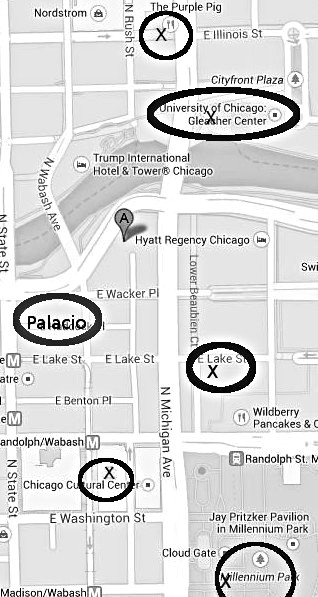 The Purple Pig
Nordstrom
N Rush St
X
E Illinois St
Cityfront Plaza
University of Chicago:
Gleacher Center
X
Trump International
Hotel & Tower® Chicago
N Wabash Ave
N State St
A
Hyatt Regency Chicago
Lower Beaubien Ct
Swi
E Wacker Pl
Palacio
Pl
E Lake St
E Lake St
E Lake St
X
M
atre
E Benton Pl
N Michigan Ave
Wildberry
Pancakes & C
M
andolph/Wabash M
Randolph St. M
N State St
X
Chicago Cultural Center
E Washington St
Jay Pritzker Pavilion
in Millennium Park
Cloud Gate
X
Millennium Park
Madison/Wabash M